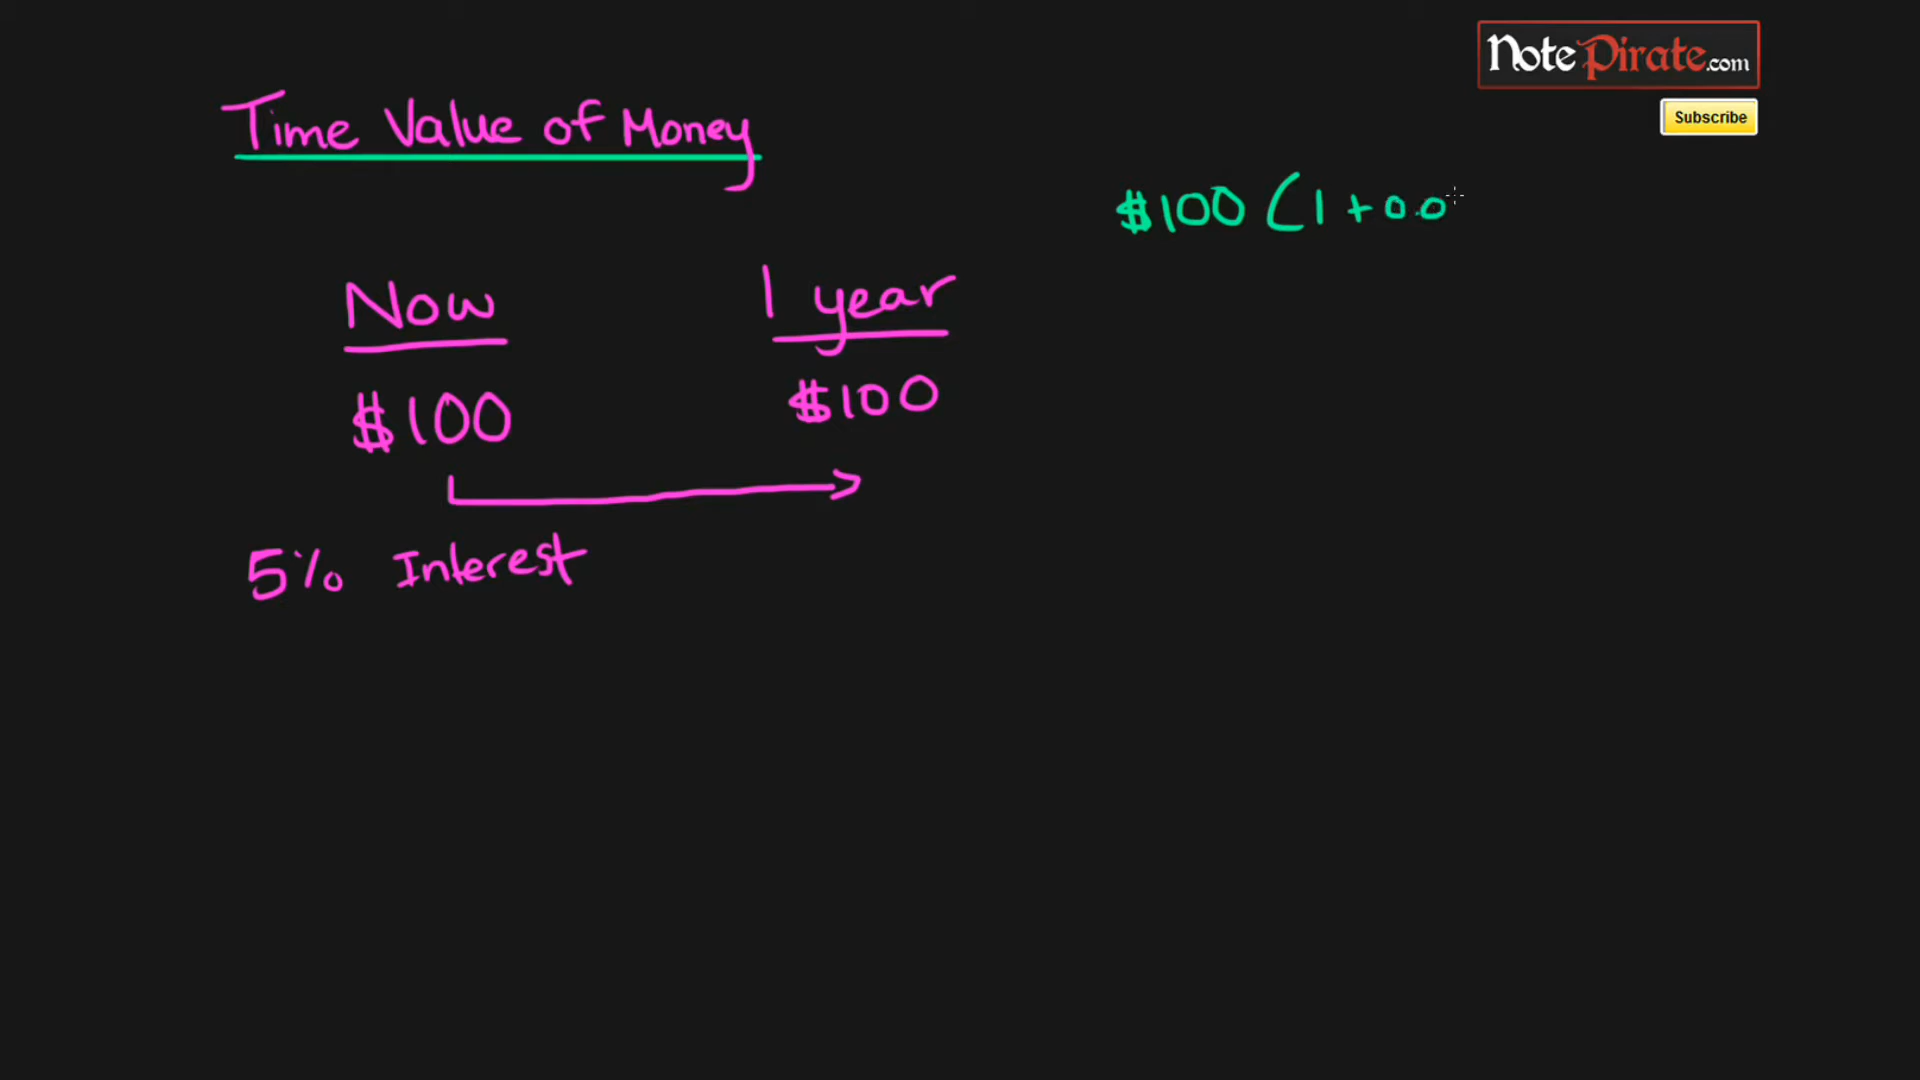 NotePirate.com
Subscribe
Time Value of Money
$100 (1 + 0.0
Now 1 year
$100 $100
5% Interest